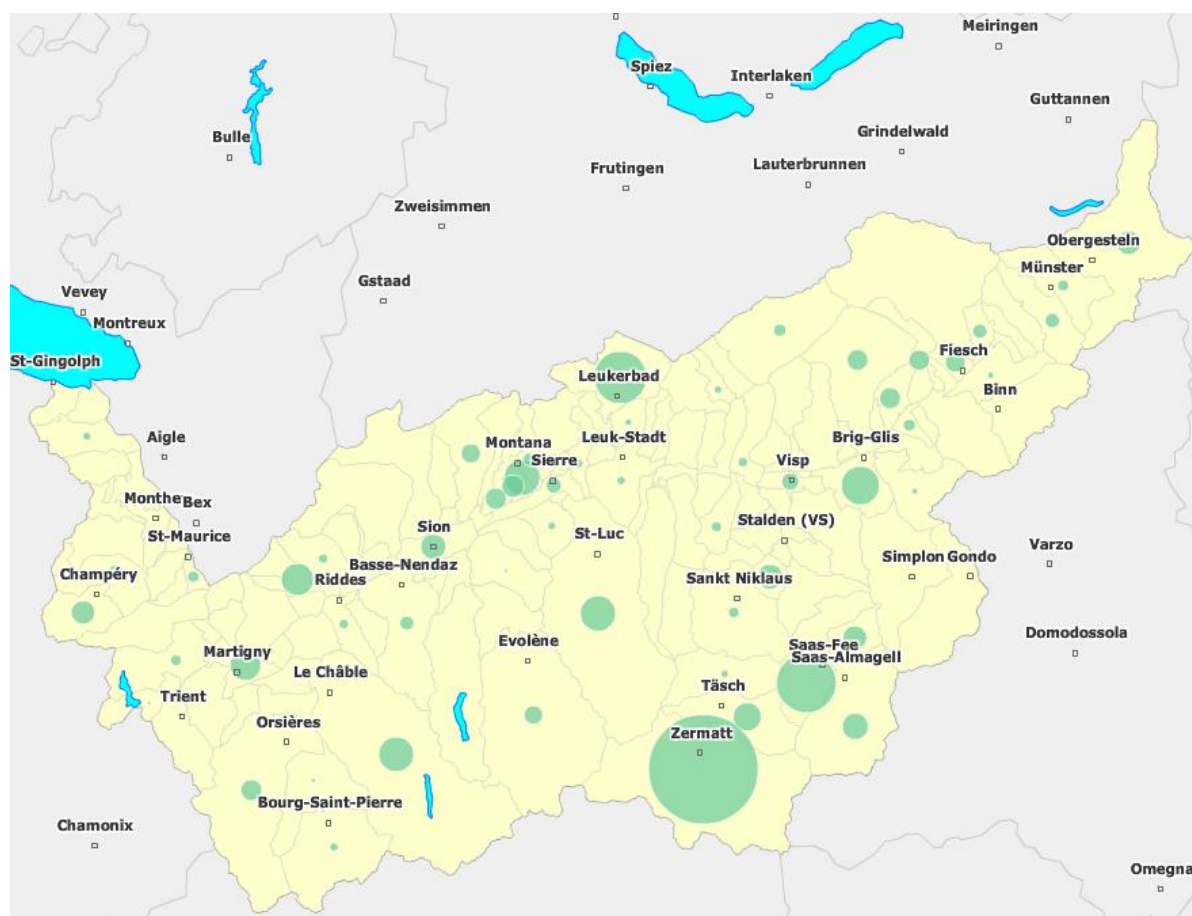 Meiringen
Spiez
Interlaken
Guttannen
Bulle
Grindelwald
Lauterbrunnen
Frutingen
Zweisimmen
Obergesteln
Münster
Gstaad
Vevey
Montreux
St-Gingolph
Fiesch
Binn
Leukerbad
Aigle
Montana
Leuk-Stadt
Brig-Glis
Sierre
Visp
Monthe
Bex
St-Maurice
Sion
St-Luc
Stalden (VS)
Varzo
Champéry
Riddes
Basse-Nendaz
Sankt Niklaus
Simplon
Gondo
Domodossola
Evolène
Saas-Fee
Saas-Almagell
Martigny
Le Châble
Trient
Täsch
Orsières
Zermatt
Bourg-Saint-Pierre
Chamonix
Omegna